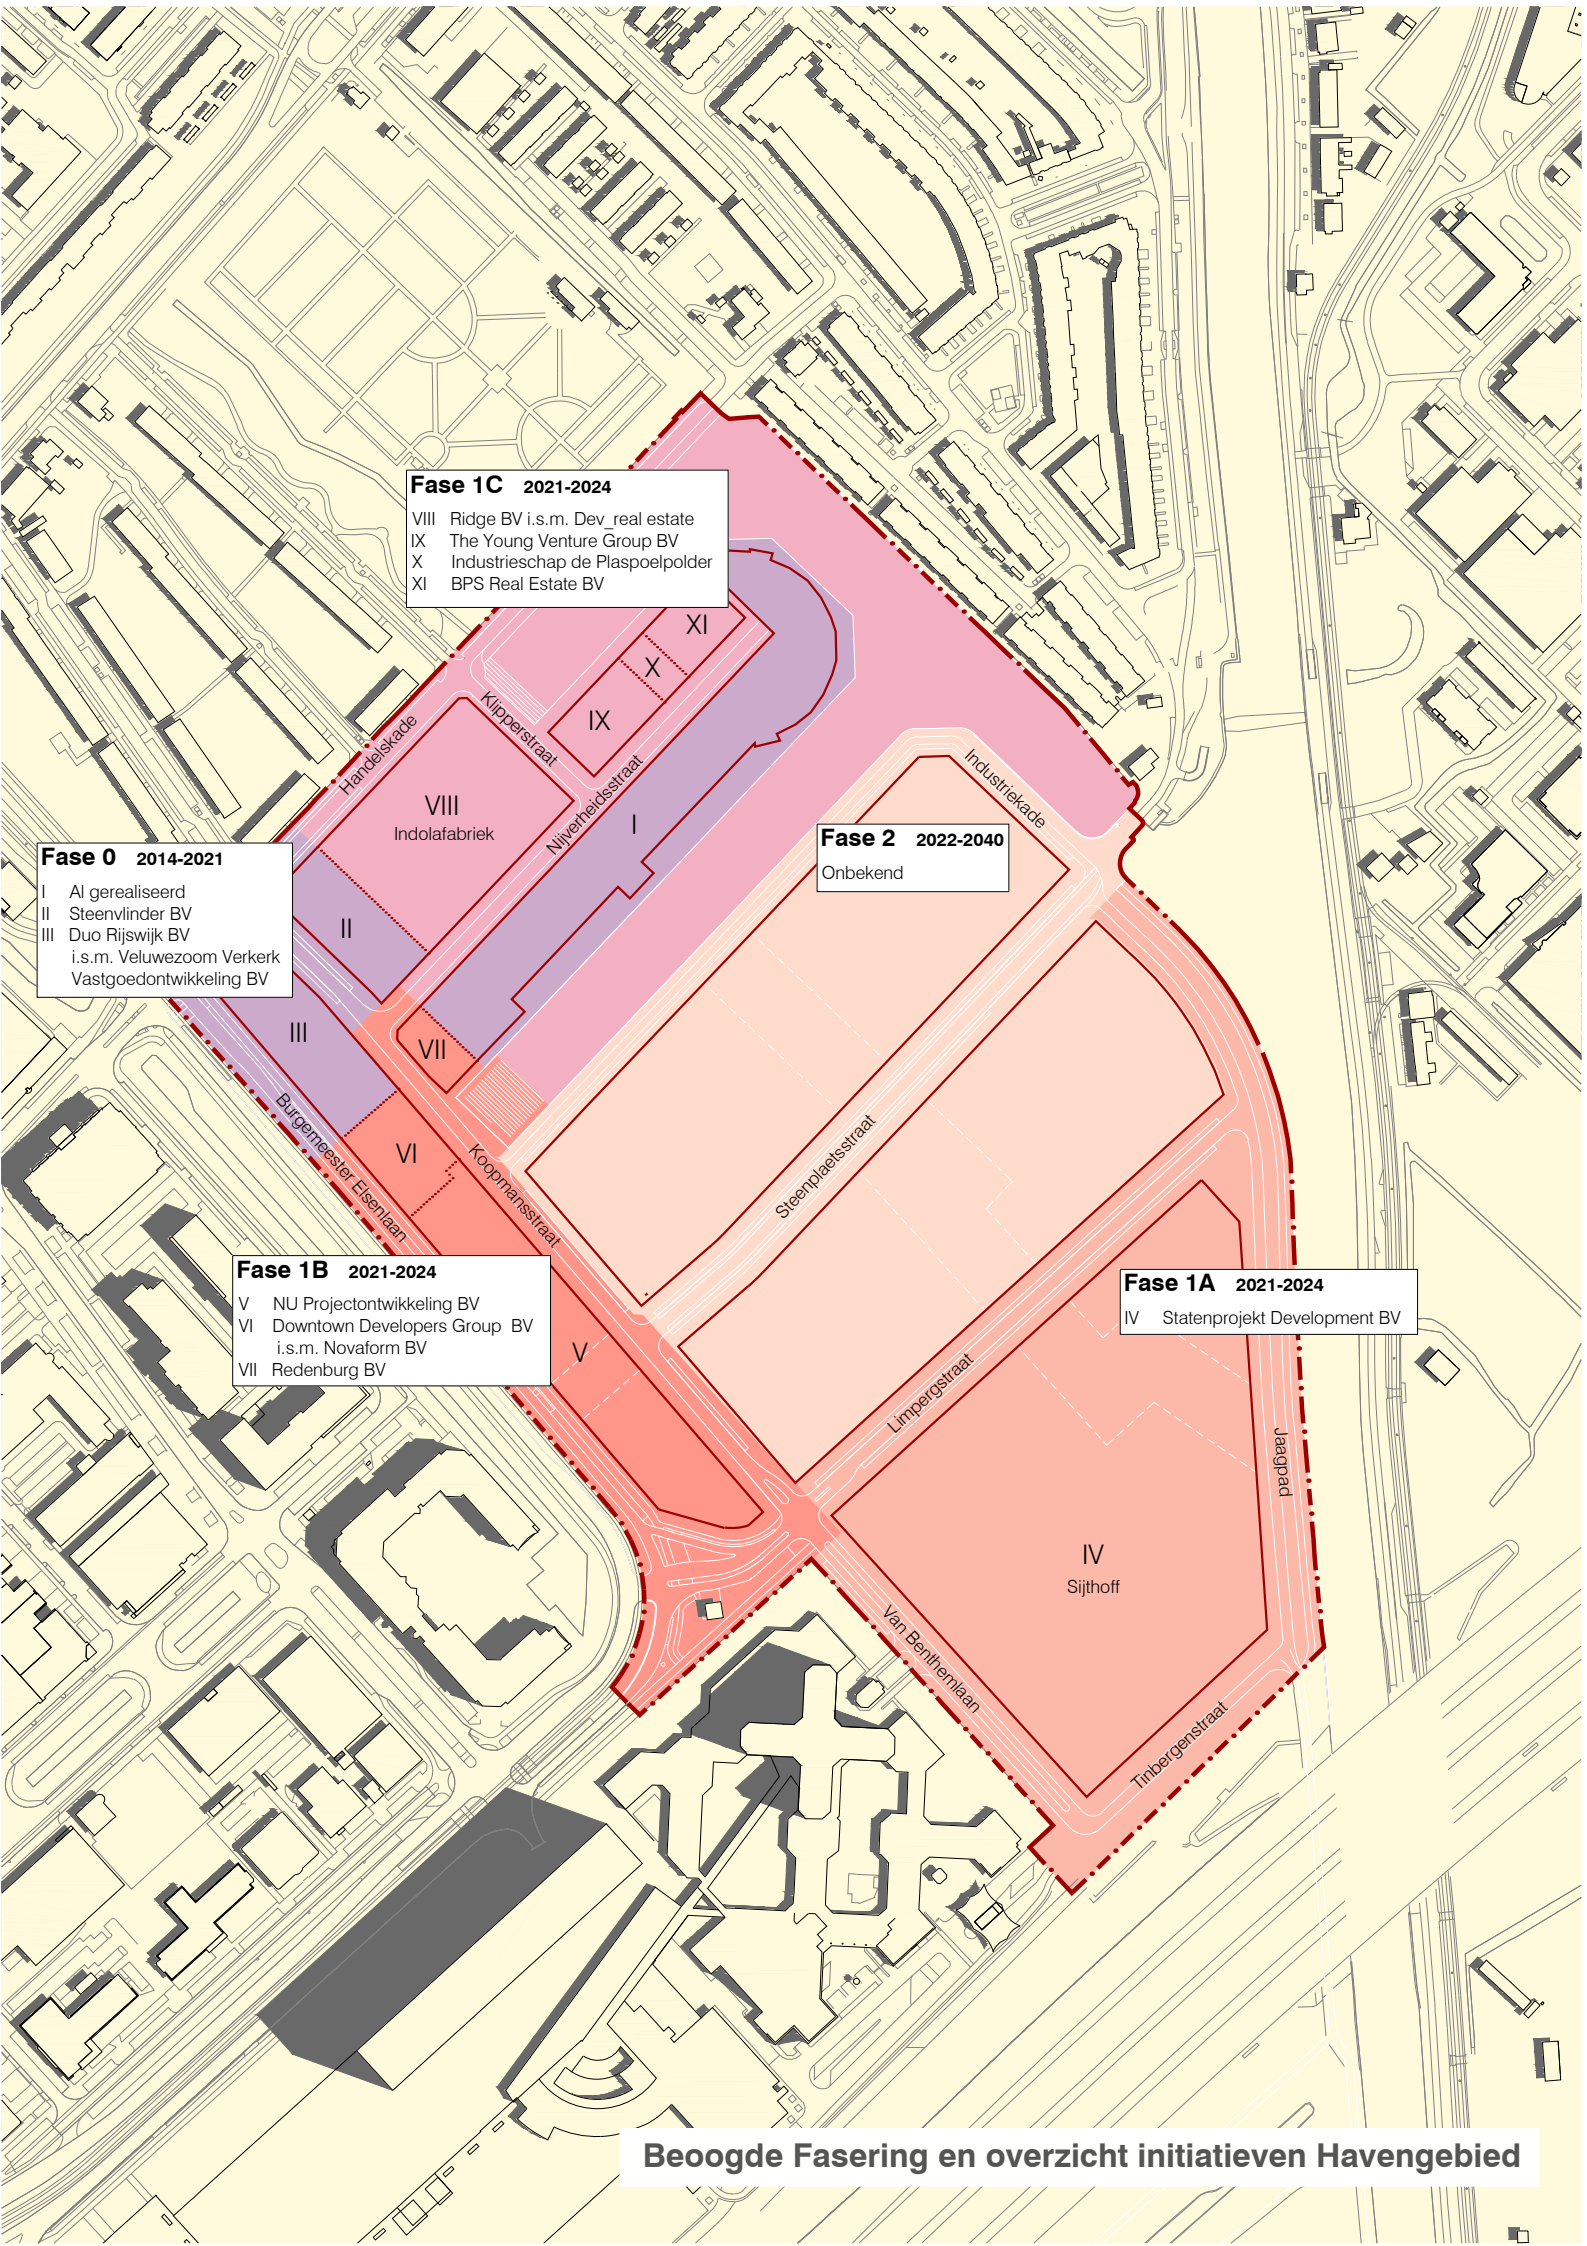 Fase 1C 2021-2024
VIII Ridge BV i.s.m. Dev_real estate
IX The Young Venture Group BV
X Industrieschap de Plaspoelpolder
XI BPS Real Estate BV
XI
X
IX
Klipperstraat
Handelskade
Nijverheidsstraat
VIII
Indolafabriek
I
Industriekade
Fase 2 2022-2040
Onbekend
Fase 0 2014-2021
I Al gerealiseerd
II Steenvlinder BV
III Duo Rijswijk BV
i.s.m. Veluwezoom Verkerk
Vastgoedontwikkeling BV
II
III
VII
VI
Burgemeester Elsenlaan
Koopmansstraat
Steenplaetsstraat
Fase 1B 2021-2024
V NU Projectontwikkeling BV
VI Downtown Developers Group BV
i.s.m. Novaform BV
VII Redenburg BV
V
Fase 1A 2021-2024
IV Statenprojekt Development BV
Limpergstraat
Jaagpad
IV
Sijthoff
Van Benthemlaan
Tinbergenstraat
Beoogde Fasering en overzicht initiatieven Havengebied